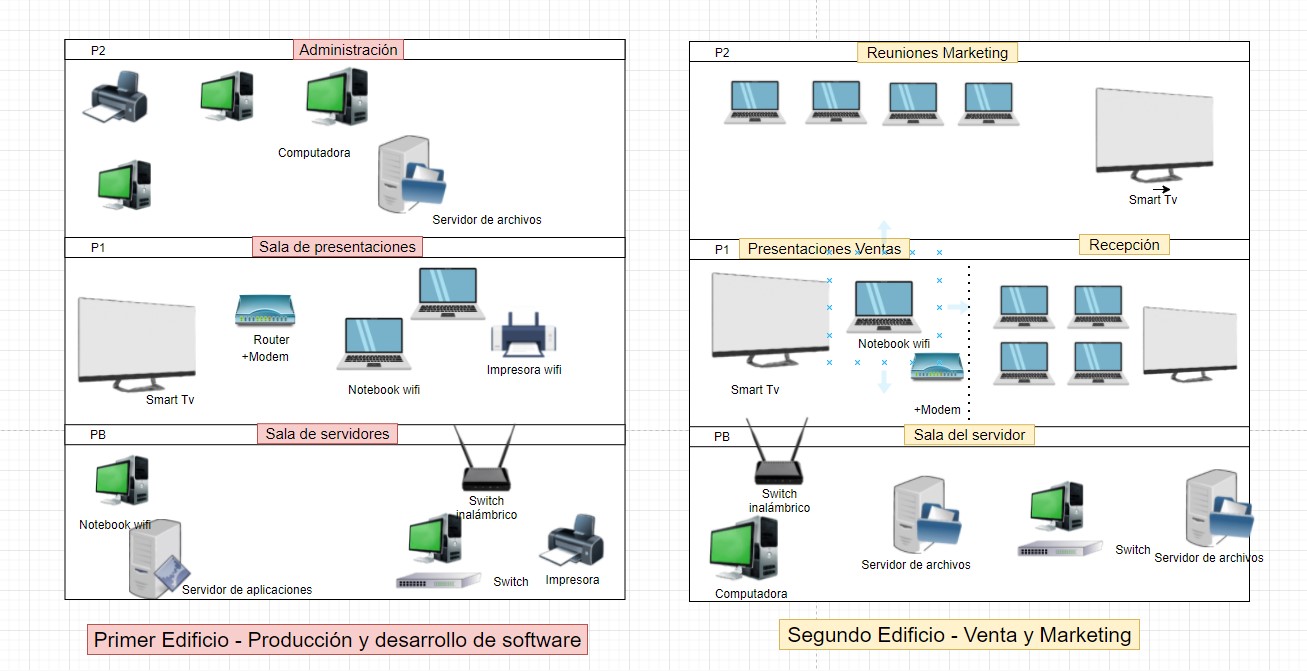 P2
Administración
Computadora
Servidor de archivos
P1
Sala de presentaciones
Smart Tv
Router
+Modem
Notebook wifi
Impresora wifi
PB
Sala de servidores
Notebook wifi
Servidor de aplicaciones
Switch
inalámbrico
Switch
Impresora
Primer Edificio - Producción y desarrollo de software
P2
Reuniones Marketing
Smart Tv
P1
Presentaciones Ventas
Recepción
Smart Tv
Notebook wifi
+Modem
PB
Sala del servidor
Switch
inalámbrico
Computadora
Servidor de archivos
Switch
Servidor de archivos
Segundo Edificio - Venta y Marketing